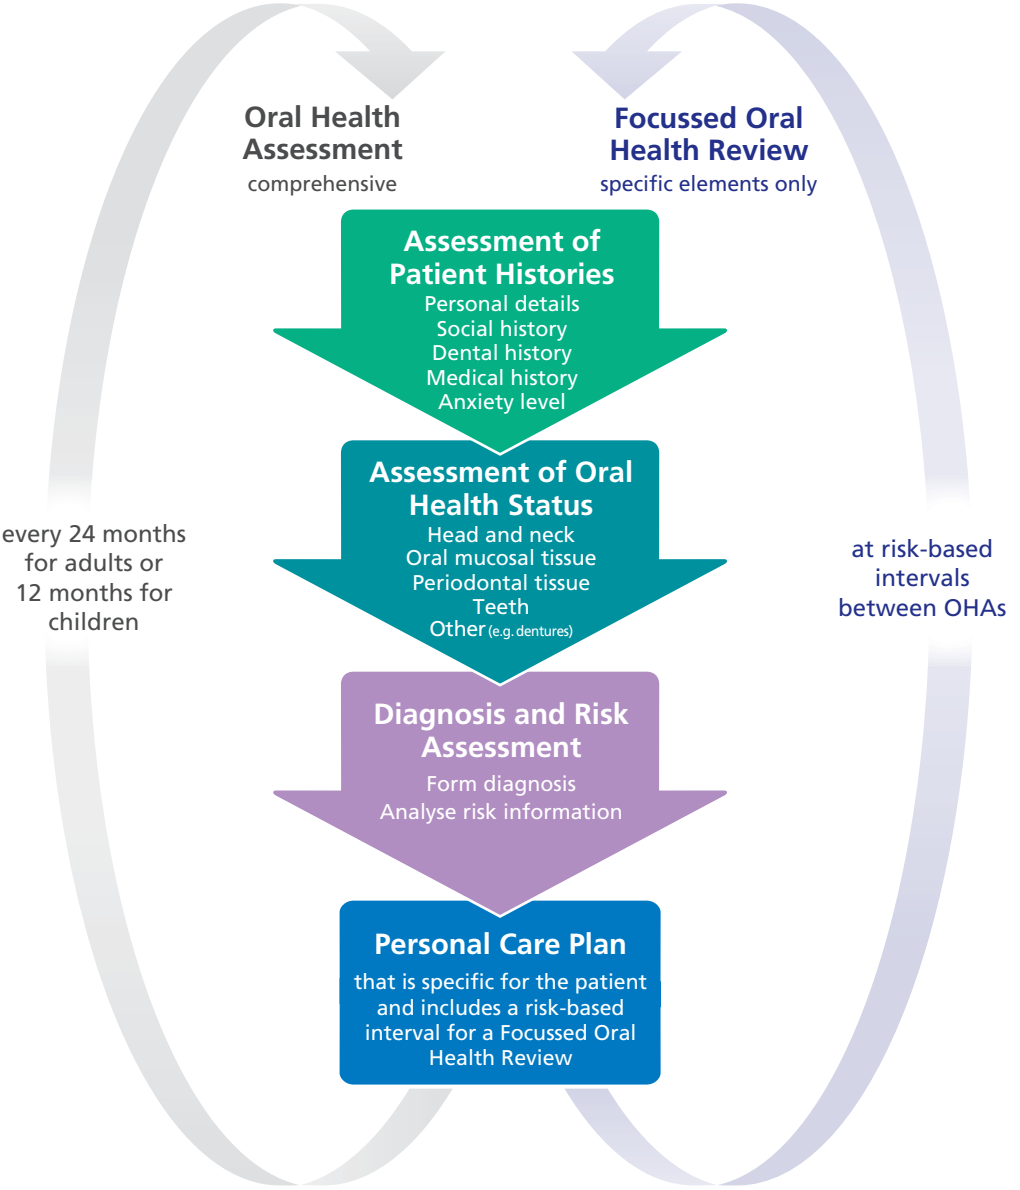 Oral Health
Assessment
comprehensive
Focussed Oral
Health Review
specific elements only
Assessment of
Patient Histories
Personal details
Social history
Dental history
Medical history
Anxiety level
Assessment of Oral
Health Status
Head and neck
Oral mucosal tissue
Periodontal tissue
Teeth
Other (e.g. dentures)
every 24 months
for adults or
12 months for
children
at risk-based
intervals
between OHAs
Diagnosis and Risk
Assessment
Form diagnosis
Analyse risk information
Personal Care Plan
that is specific for the patient
and includes a risk-based
interval for a Focussed Oral
Health Review